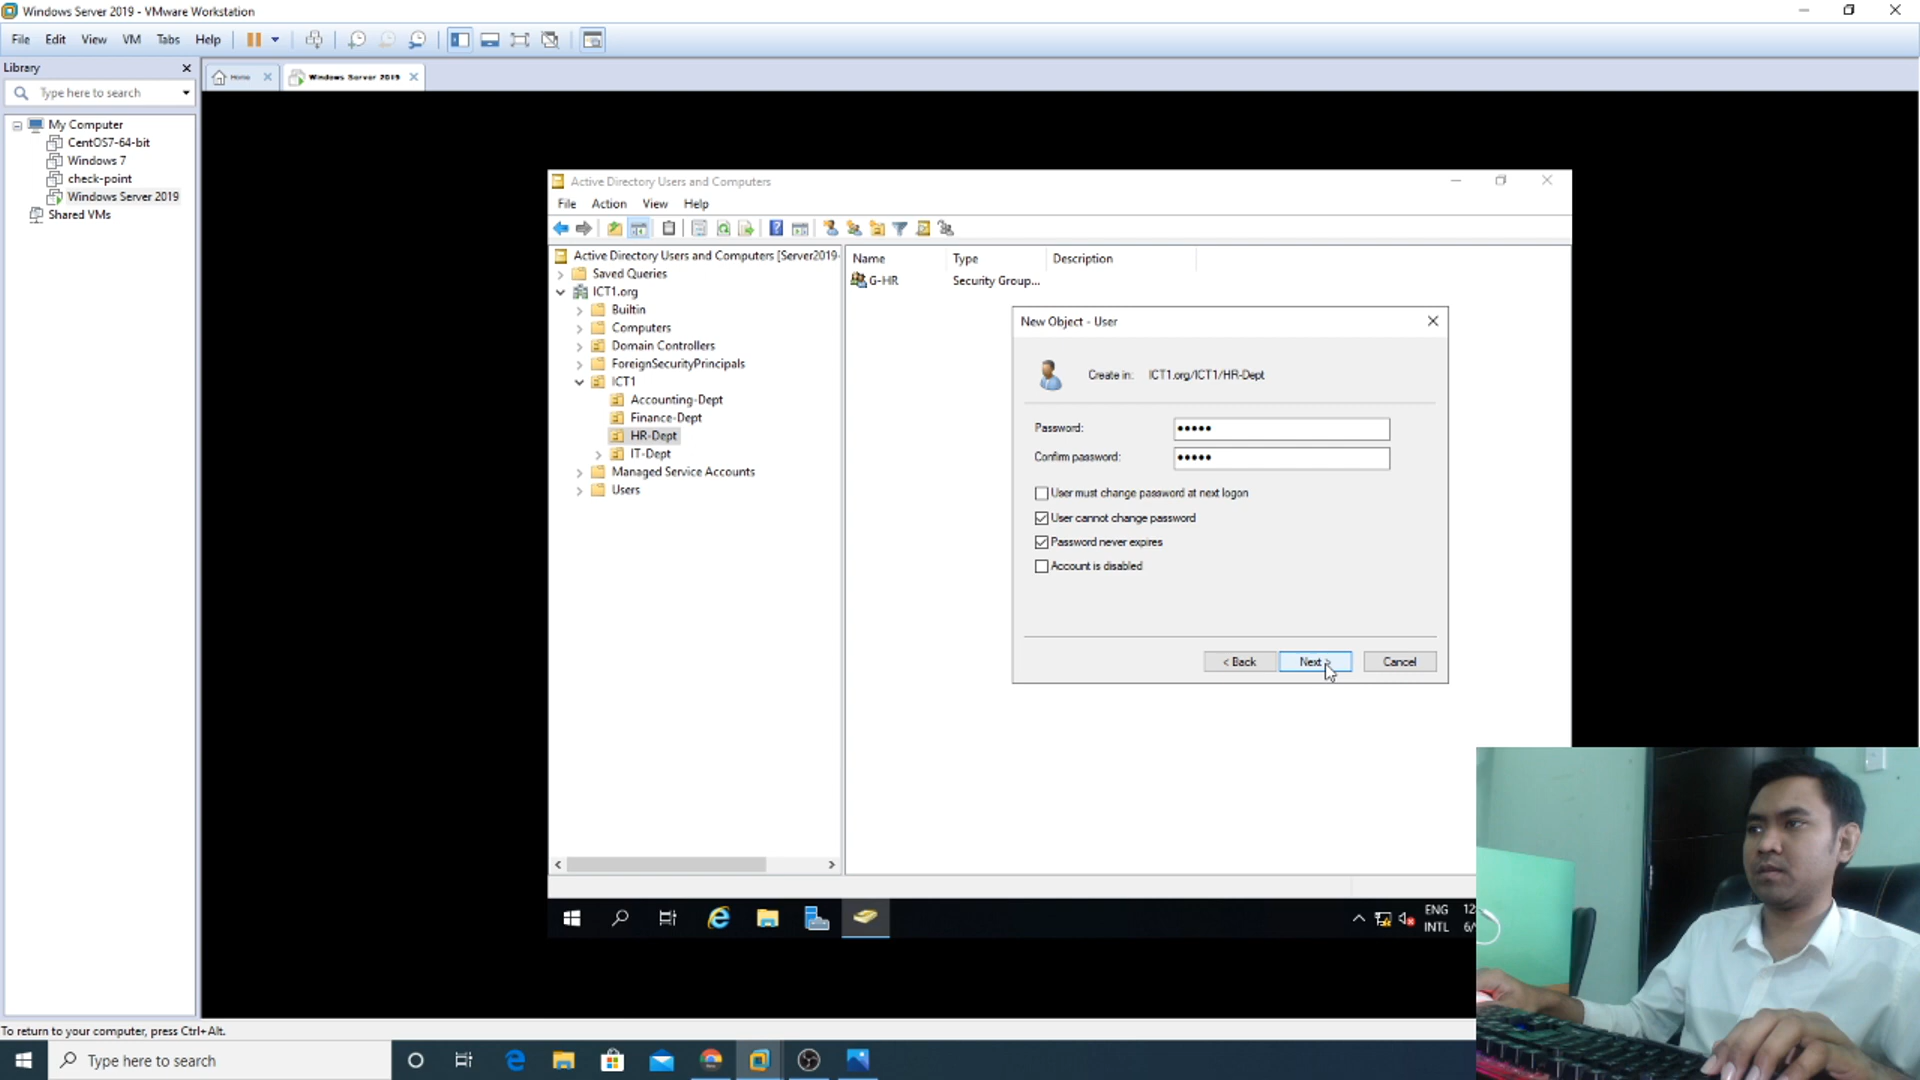 Windows Server 2019 - VMware Workstation
File Edit View VM Tabs Help
Library
Home
Windows Server 2019
Type here to search
My Computer
CentOS7-64-bit
Windows 7
check-point
Windows Server 2019
Shared VMs
Active Directory Users and Computers
File Action View Help
Active Directory Users and Computers [Server2019-
Saved Queries
ICT1.org
Builtin
Computers
Domain Controllers
ForeignSecurityPrincipals
ICT1
Accounting-Dept
Finance-Dept
HR-Dept
IT-Dept
Managed Service Accounts
Users
Name Type Description
G-HR Security Group...
New Object - User
Create in: ICT1.org/ICT1/HR-Dept
Password: •••••
Confirm password: •••••
User must change password at next logon
User cannot change password
Password never expires
Account is disabled
< Back Next > Cancel
ENG
INTL
12
6/
To return to your computer, press Ctrl+Alt.
Type here to search